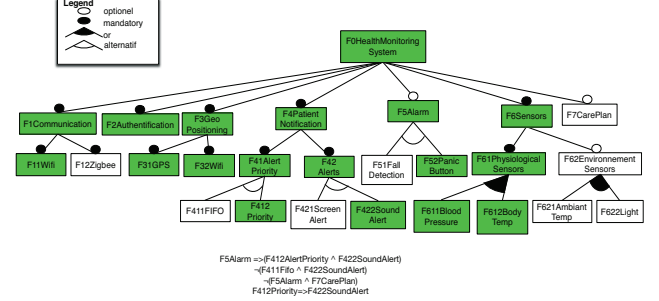 Legend
optionel
mandatory
or
alternatif
F0HealthMonitoring
System
F1Communication
F2Authentification
F3Geo
Positioning
F4Patient
Notification
F5Alarm
F6Sensors
F7CarePlan
F11Wifi
F12Zigbee
F31GPS
F32Wifi
F41Alert
Priority
F42
Alerts
F51Fall
Detection
F52Panic
Button
F61Physiological
Sensors
F62Environnement
Sensors
F411FIFO
F412
Priority
F421Screen
Alert
F422Sound
Alert
F611Blood
Pressure
F612Body
Temp
F621Ambiant
Temp
F622Light
F5Alarm =>(F412AlertPriority ^ F422SoundAlert)
¬(F411Fifo ^ F422SoundAlert)
¬(F5Alarm ^ F7CarePlan)
F412Priority=>F422SoundAlert